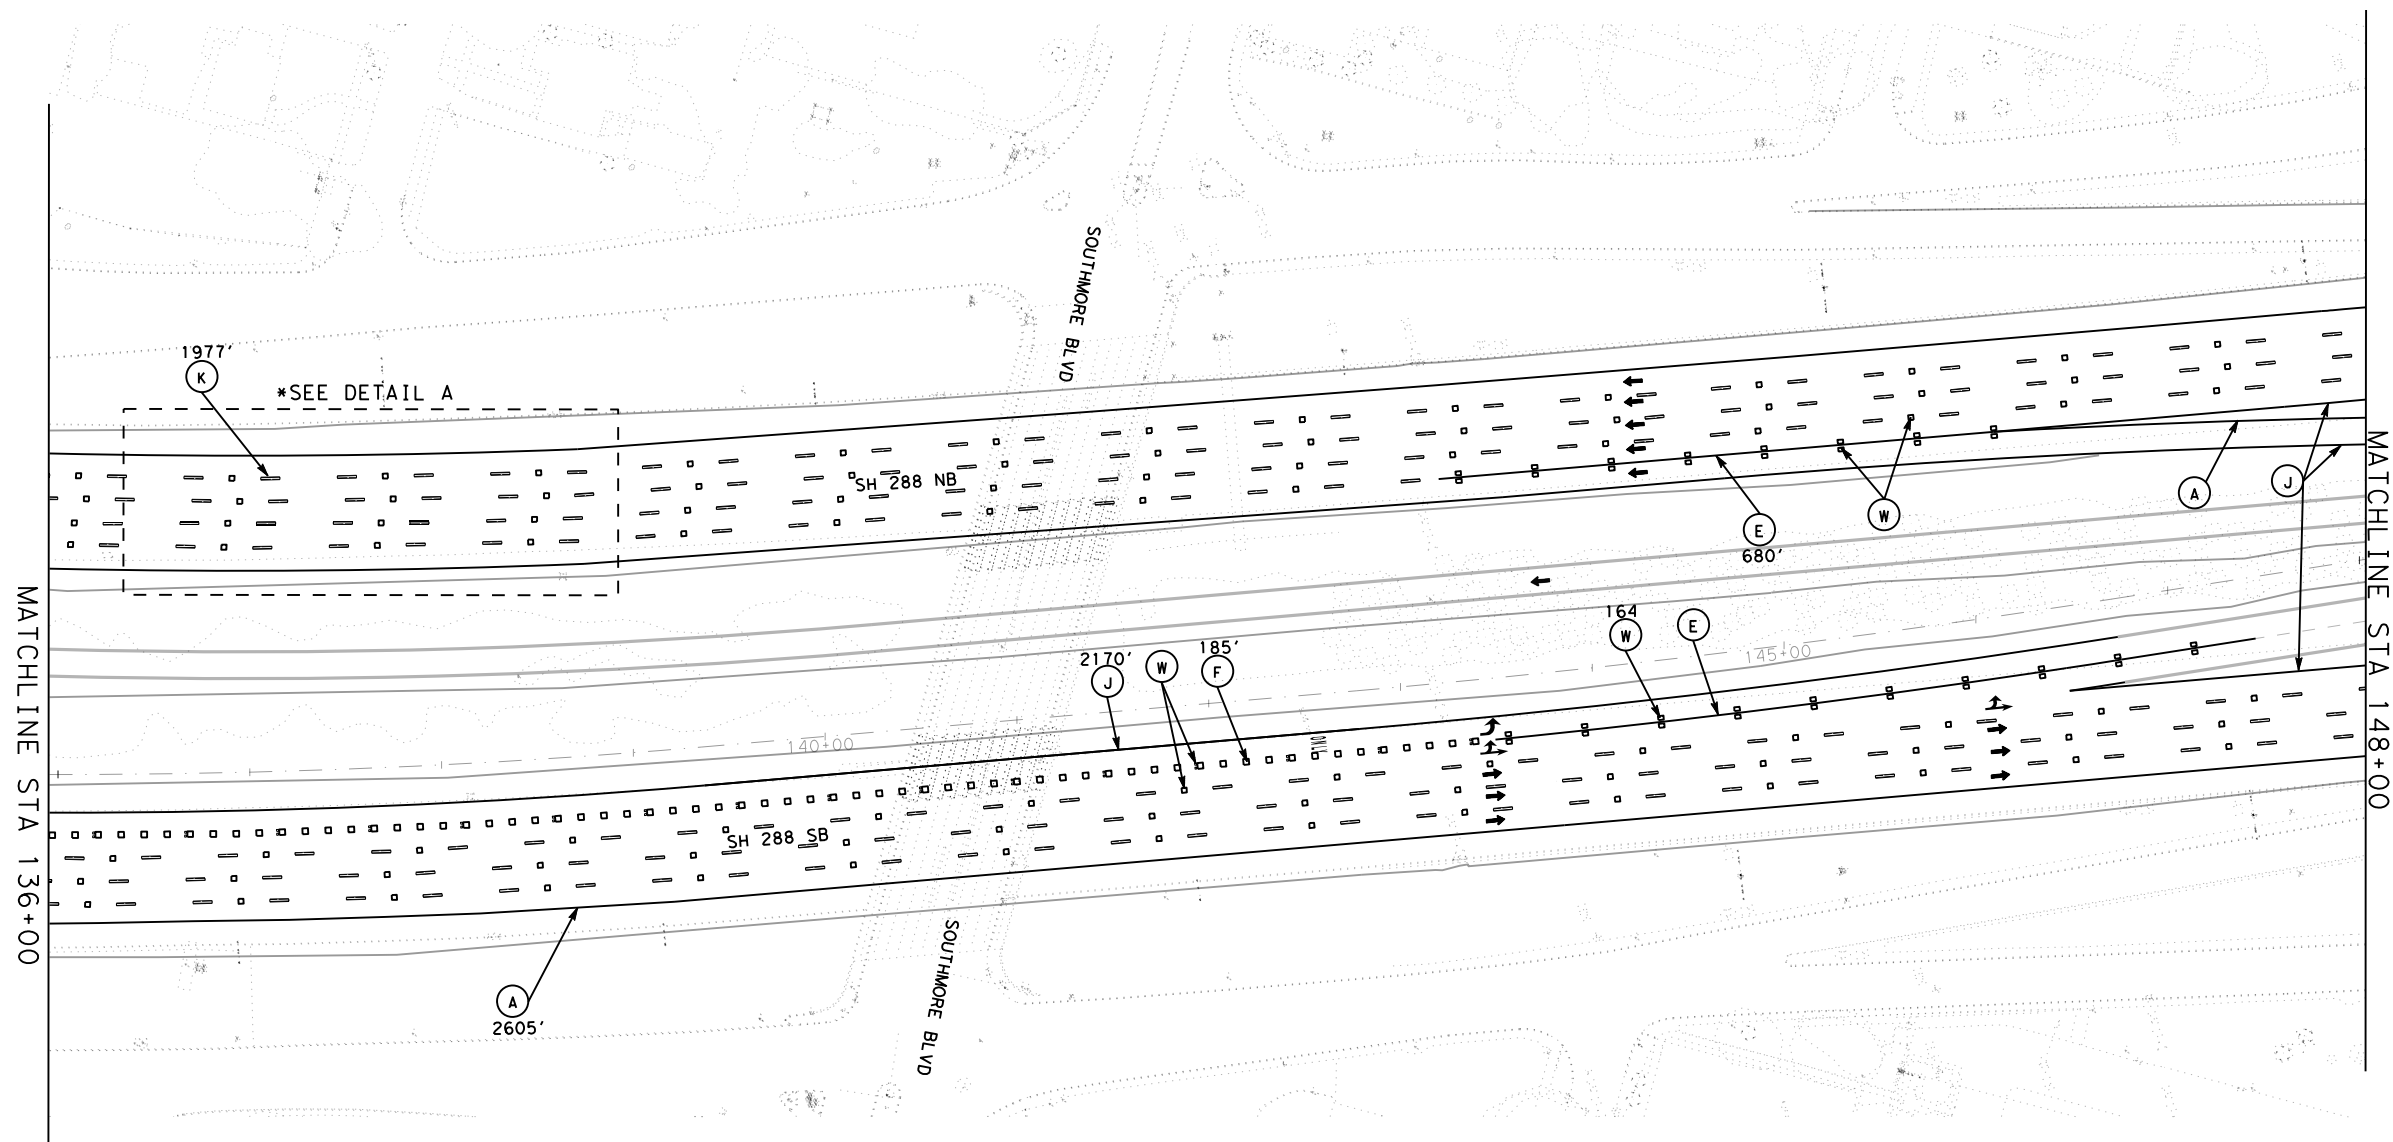 SOUTHMORE BLVD
1977'
K
*SEE DETAIL A
SH 288 NB
MATCHLINE STA 148+00
A
J
W
E
680'
MATCHLINE STA 136+00
164
W
E
145+00
185'
F
W
2170'
J
140+00
SH 288 SB
SOUTHMORE BLVD
A
2605'